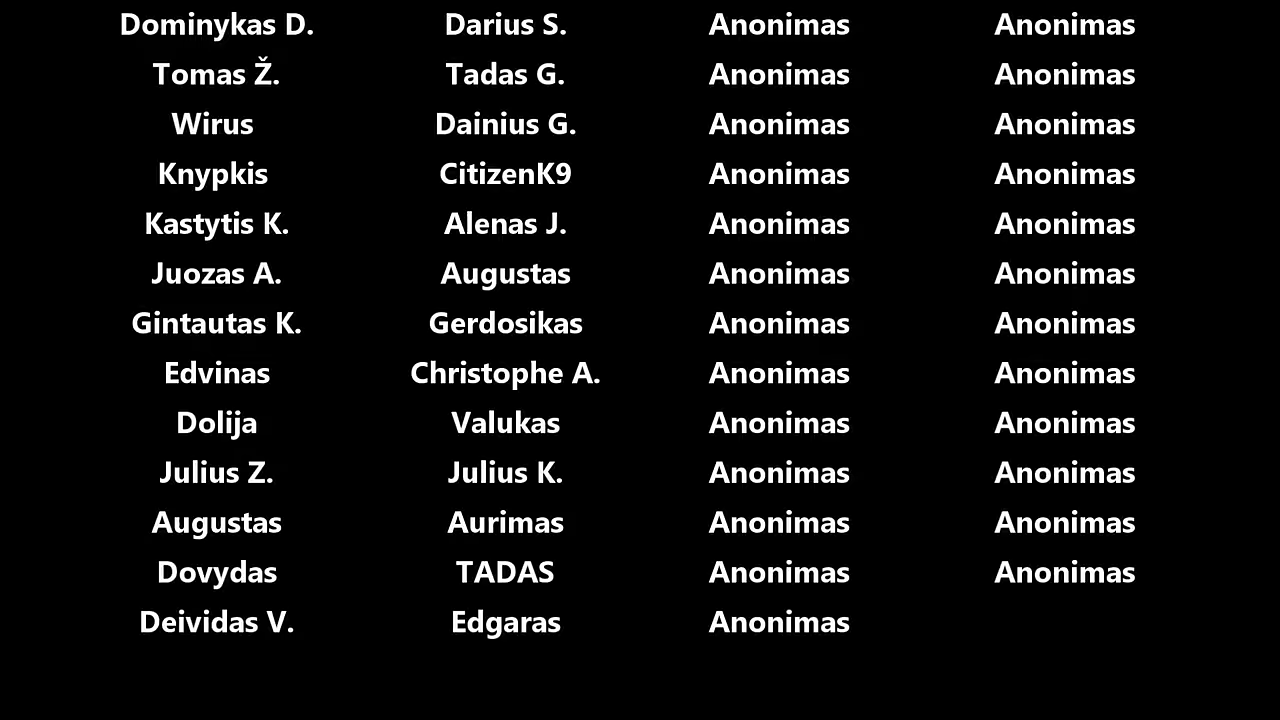 Dominykas D. Darius S. Anonimas Anonimas
Tomas Ž. Tadas G. Anonimas Anonimas
Wirus Dainius G. Anonimas Anonimas
Knypkis CitizenK9 Anonimas Anonimas
Kastytis K. Alenas J. Anonimas Anonimas
Juozas A. Augustas Anonimas Anonimas
Gintautas K. Gerdosikas Anonimas Anonimas
Edvinas Christophe A. Anonimas Anonimas
Dolija Valukas Anonimas Anonimas
Julius Z. Julius K. Anonimas Anonimas
Augustas Aurimas Anonimas Anonimas
Dovydas TADAS Anonimas Anonimas
Deividas V. Edgaras Anonimas